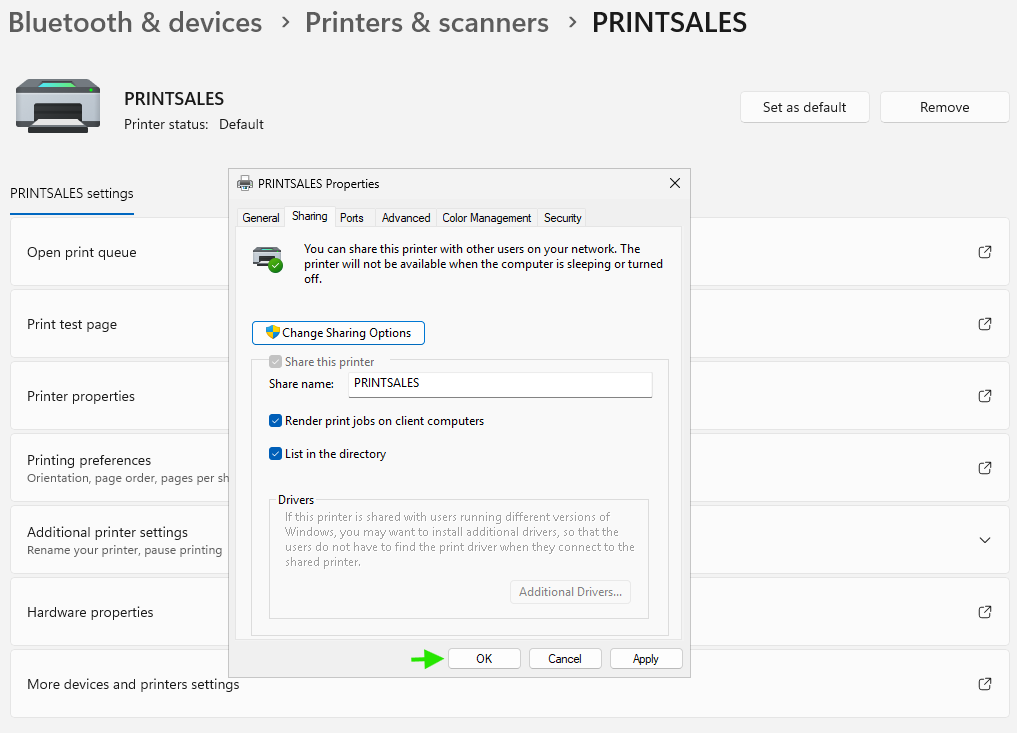 Bluetooth & devices > Printers & scanners > PRINTSALES
PRINTSALES
Printer status: Default
Set as default
Remove
PRINTSALES settings
Open print queue
Print test page
Printer properties
Printing preferences
Orientation, page order, pages per sh
Additional printer settings
Rename your printer, pause printing
Hardware properties
More devices and printers settings
PRINTSALES Properties
General Sharing Ports Advanced Color Management Security
You can share this printer with other users on your network. The
printer will not be available when the computer is sleeping or turned
off.
Change Sharing Options
Share this printer
Share name: PRINTSALES
Render print jobs on client computers
List in the directory
Drivers
If this printer is shared with users running different versions of
Windows, you may want to install additional drivers, so that the
users do not have to find the print driver when they connect to the
shared printer.
Additional Drivers...
OK Cancel Apply